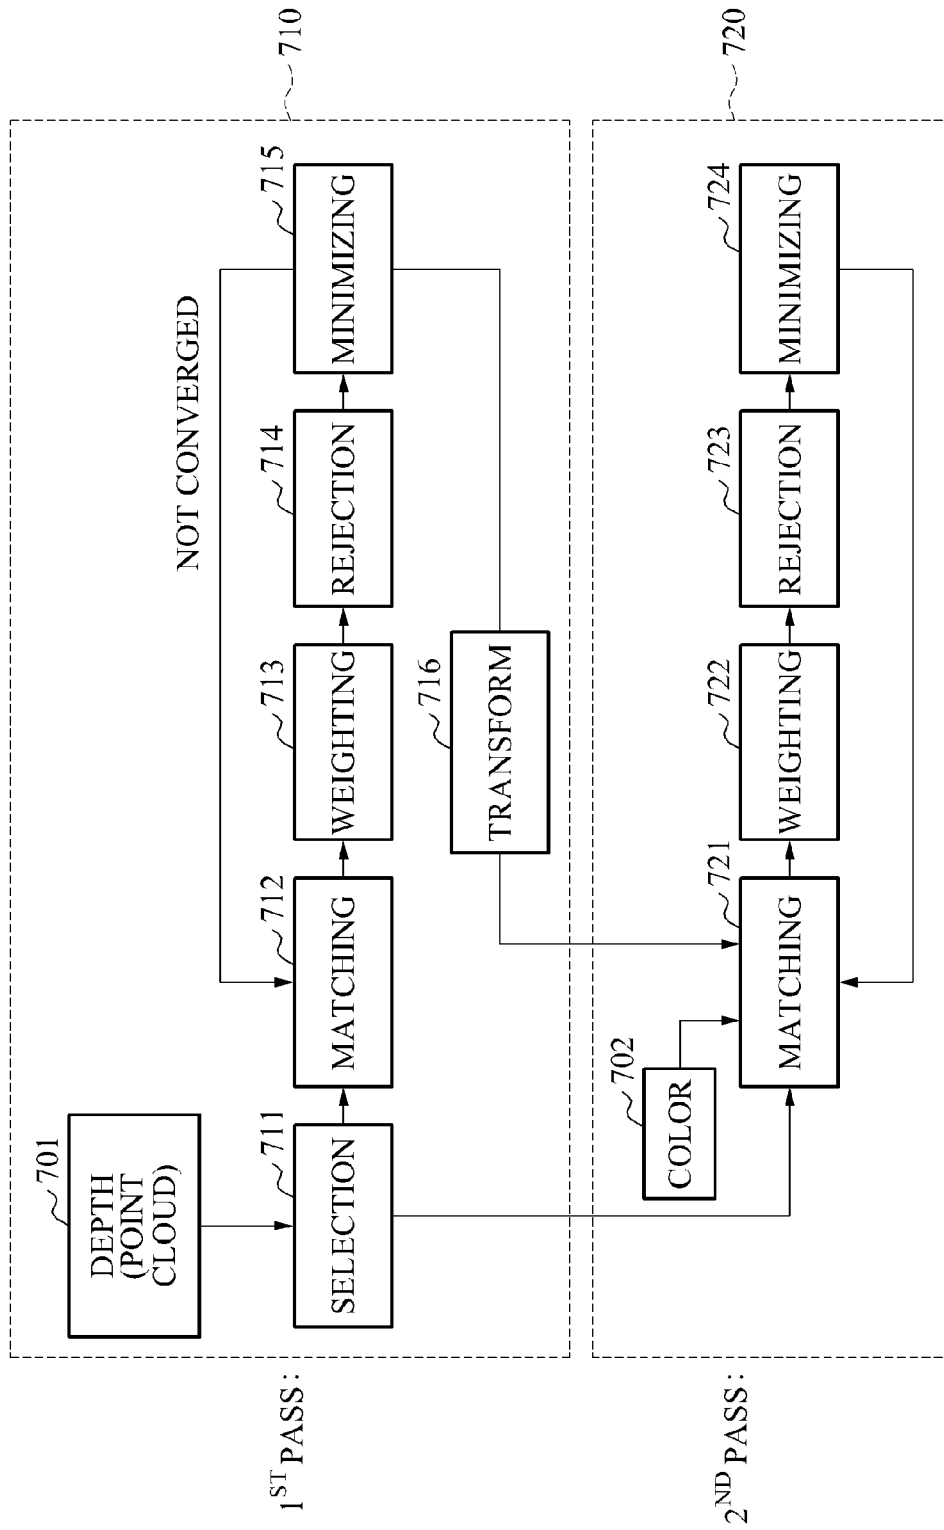 1ST PASS:
710
701
DEPTH
(POINT
CLOUD)
NOT CONVERGED
711
SELECTION
712
MATCHING
713
WEIGHTING
714
REJECTION
715
MINIMIZING
716
TRANSFORM
2ND PASS:
720
702
COLOR
721
MATCHING
722
WEIGHTING
723
REJECTION
724
MINIMIZING